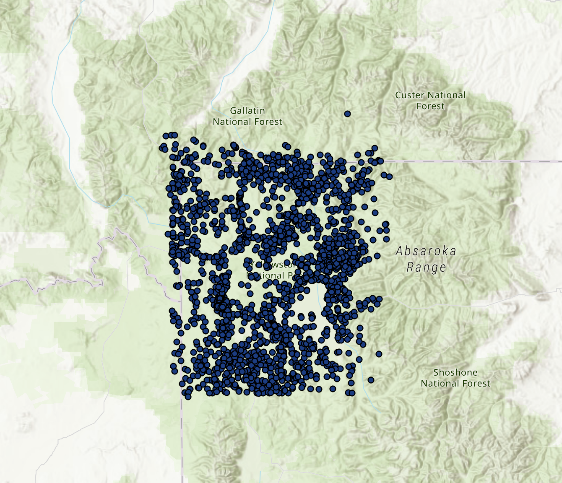 Gallatin
National Forest
Custer National
Forest
Absaroka
Range
Shoshone
National Forest